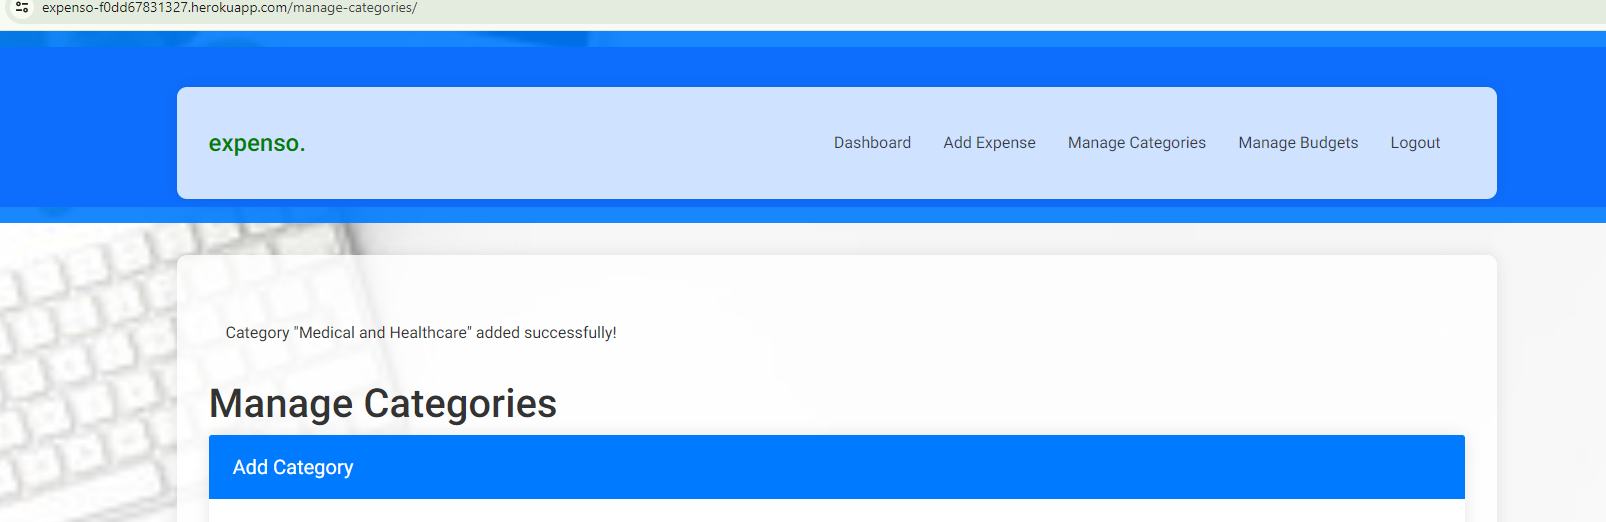 expenso-f0dd67831327.herokuapp.com/manage-categories/
expenso.
Dashboard Add Expense Manage Categories Manage Budgets Logout
Category "Medical and Healthcare" added successfully!
Manage Categories
Add Category